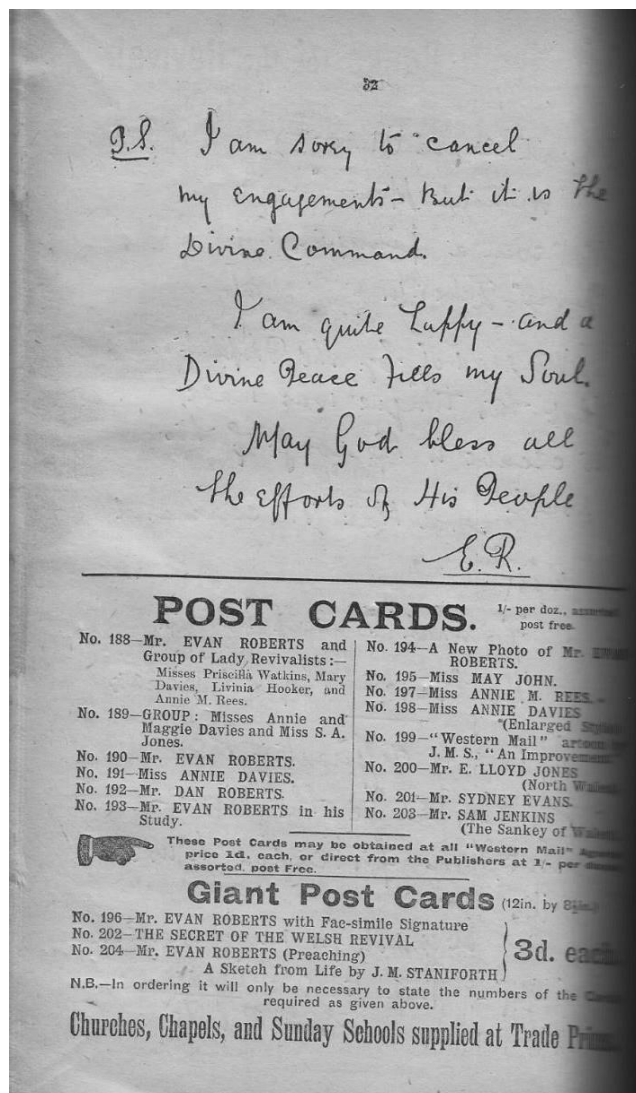 32
P.S. I am sorry to cancel
my engagements – But it is the
Divine Command.
I am quite happy – and a
Divine Peace fills my Soul.
May God bless all
the efforts of His People
E.R.
POST CARDS.
1/- per doz., assorted,
post free.
No. 188—Mr. EVAN ROBERTS and
Group of Lady Revivalists:—
Misses Priscilla Watkins, Mary
Davies, Livinia Hooker, and
Annie M. Rees.
No. 189—GROUP: Misses Annie and
Maggie Davies and Miss S. A.
Jones.
No. 190—Mr. EVAN ROBERTS.
No. 191—Miss ANNIE DAVIES.
No. 192—Mr. DAN ROBERTS.
No. 193—Mr. EVAN ROBERTS in his
Study.
No. 194—A New Photo of Mr. EVAN
ROBERTS.
No. 195—Miss MAY JOHN.
No. 197—Miss ANNIE M. REES.
No. 198—Miss ANNIE DAVIES
(Enlarged
No. 199—"Western Mail"
J.M.S., "An Improvement.
No. 200—Mr. E. LLOYD JONES
(North
No. 201—Mr. SYDNEY EVANS.
No. 203—Mr. SAM JENKINS
(The Sankey of
These Post Cards may be obtained at all "Western Mail"
price 1d. each, or direct from the Publishers at 1/- per
assorted, post Free.
Giant Post Cards (12in. by
No. 196—Mr. EVAN ROBERTS with Fac-simile Signature
No. 202—THE SECRET OF THE WELSH REVIVAL
No. 204—Mr. EVAN ROBERTS (Preaching)
A Sketch from Life by J. M. STANIFORTH
3d. each.
N.B.—In ordering it will only be necessary to state the numbers of the
required as given above.
Churches, Chapels, and Sunday Schools supplied at Trade